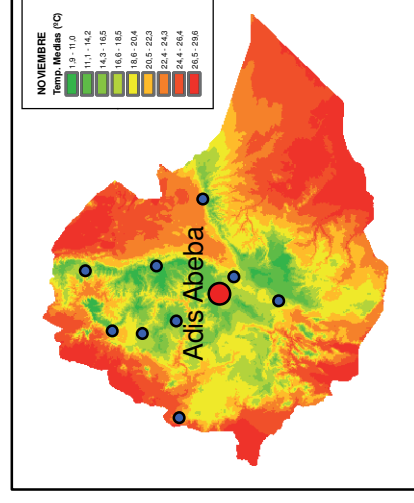 NOVIEMBRE
Temp. Medias (ºC)
1,9 - 11,0
11,1 - 14,2
14,3 - 16,5
16,6 - 18,5
18,6 - 20,4
20,5 - 22,3
22,4 - 24,3
24,4 - 26,4
26,5 - 29,6
Adis Abeba